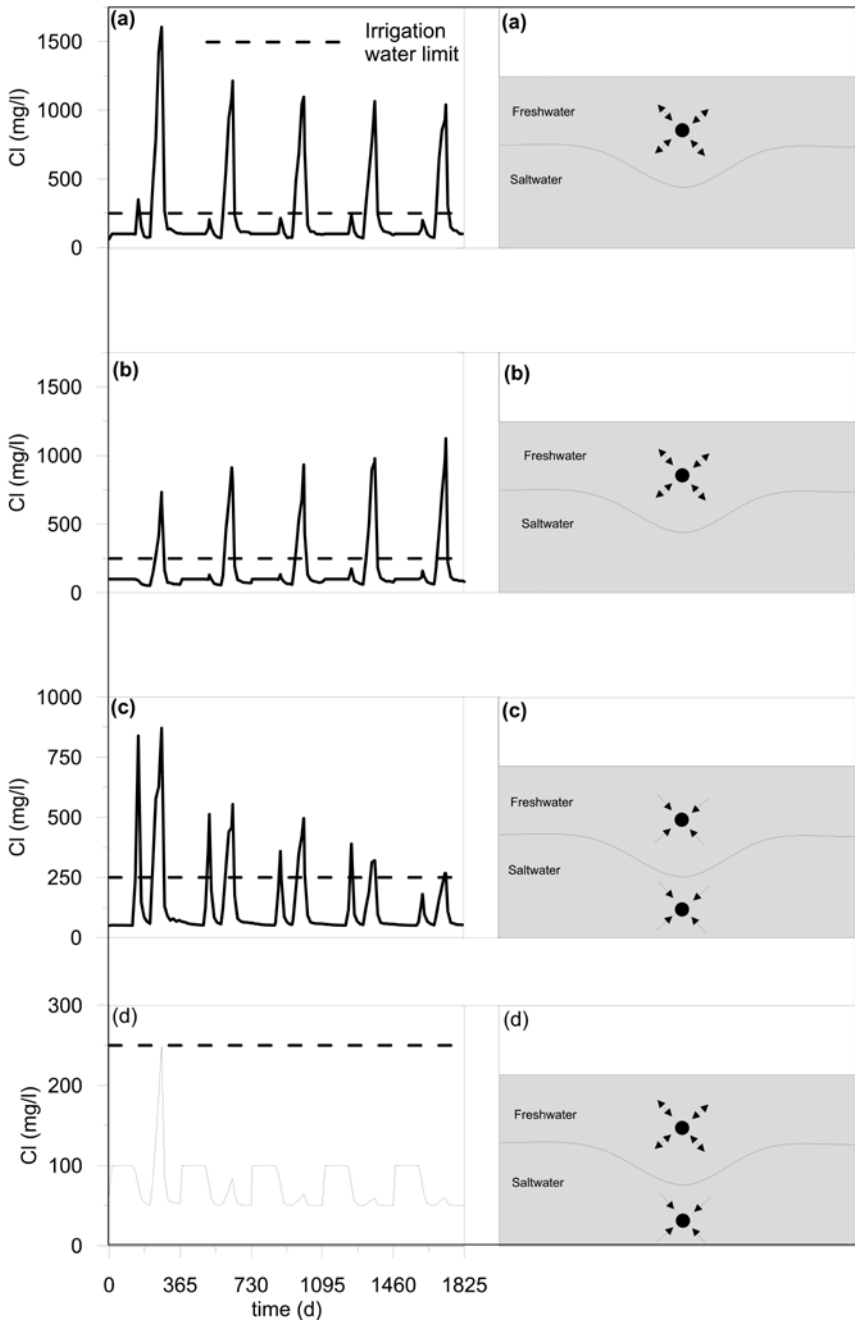 (a)
Irrigation
water limit
1500
1000
500
0
Cl (mg/l)
(a)
Freshwater
Saltwater
(b)
1500
1000
500
0
Cl (mg/l)
(b)
Freshwater
Saltwater
(c)
1000
750
500
250
0
Cl (mg/l)
(c)
Freshwater
Saltwater
(d)
300
200
100
0
Cl (mg/l)
0 365 730 1095 1460 1825
time (d)
(d)
Freshwater
Saltwater